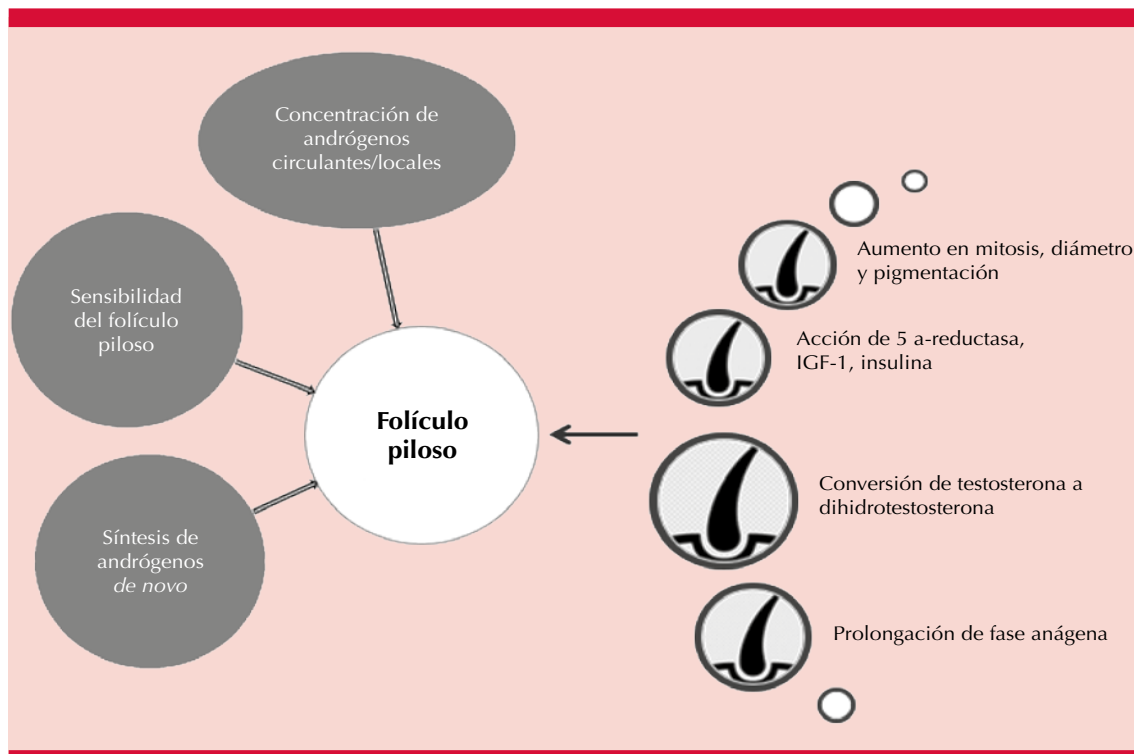 Concentración de
andrógenos
circulantes/locales
Sensibilidad
del folículo
piloso
Síntesis de
andrógenos
de novo
Folículo
piloso
Aumento en mitosis, diámetro
y pigmentación
Acción de 5 a-reductasa,
IGF-1, insulina
Conversión de testosterona a
dihidrotestosterona
Prolongación de fase anágena